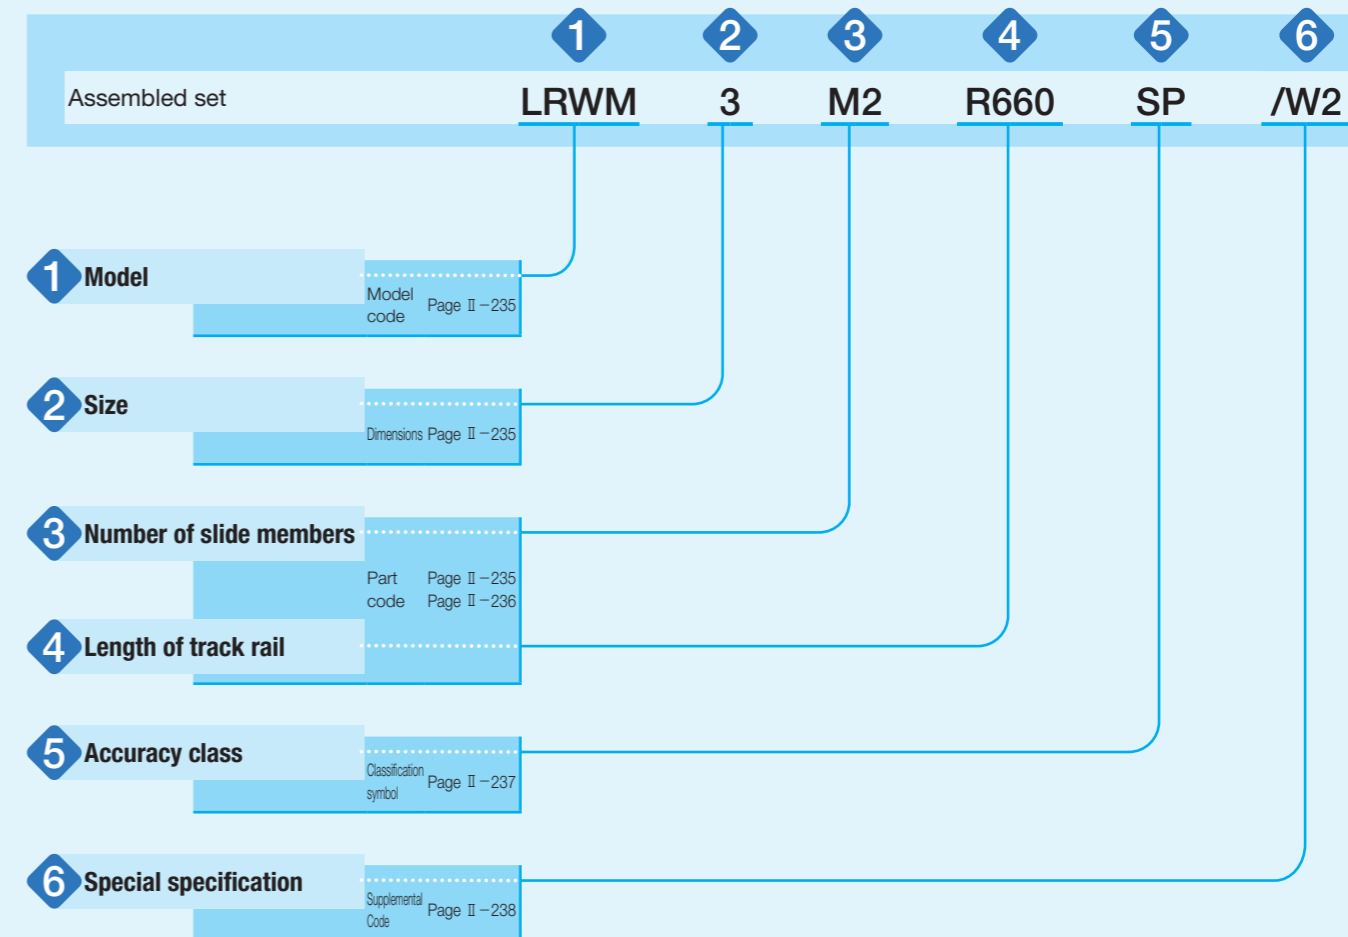 1 2 3 4 5 6
Assembled set LRWM 3 M2 R660 SP /W2
1 Model
Model code Page Ⅱ−235
2 Size
Dimensions Page Ⅱ−235
3 Number of slide members
Part code Page Ⅱ−235
Page Ⅱ−236
4 Length of track rail
5 Accuracy class
Classification symbol Page Ⅱ−237
6 Special specification
Supplemental Code Page Ⅱ−238